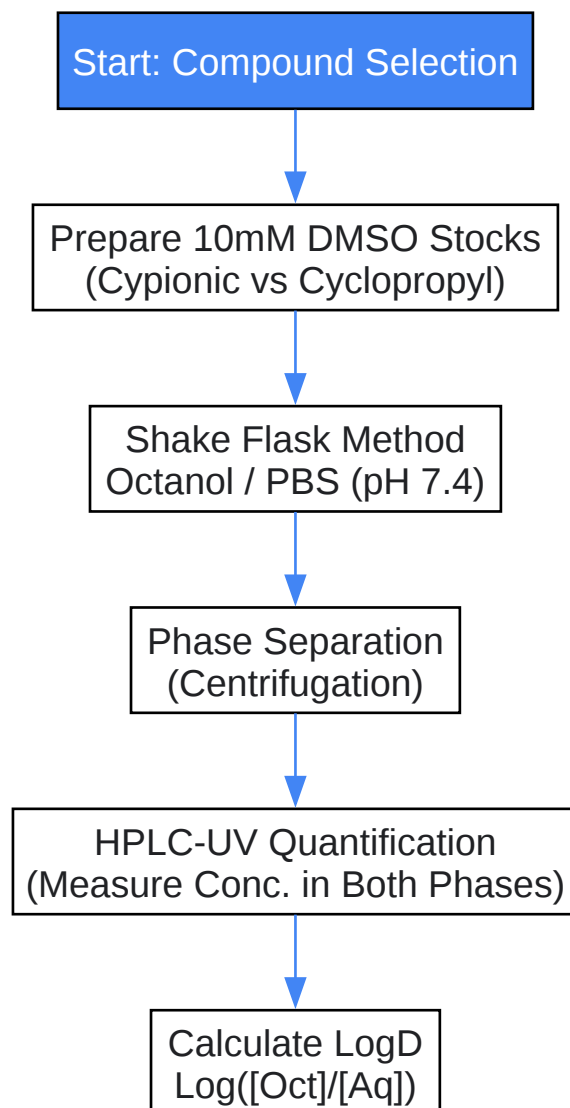 Start: Compound Selection
Prepare 10mM DMSO Stocks
(Cypionic vs Cyclopropyl)
Shake Flask Method
Octanol / PBS (pH 7.4)
Phase Separation
(Centrifugation)
HPLC-UV Quantification
(Measure Conc. in Both Phases)
Calculate LogD
Log([Oct]/[Aq])